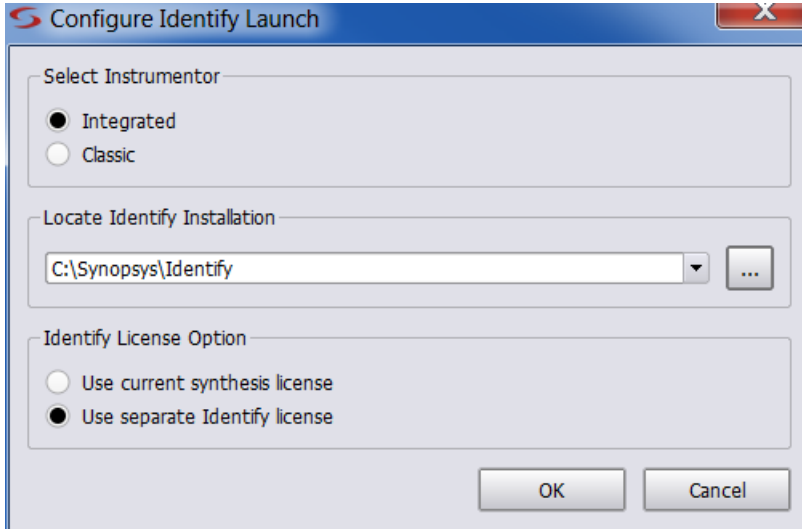 Configure Identify Launch
Select Instrumentor
Integrated
Classic
Locate Identify Installation
C:\Synopsys\Identify
...
Identify License Option
Use current synthesis license
Use separate Identify license
OK Cancel